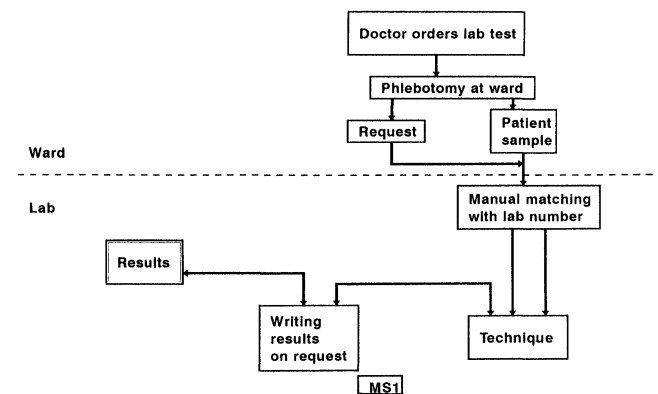 Doctor orders lab test
Phlebotomy at ward
Request
Patient
sample
Ward
Manual matching
with lab number
Lab
Results
Writing
results
on request
Technique
MS1